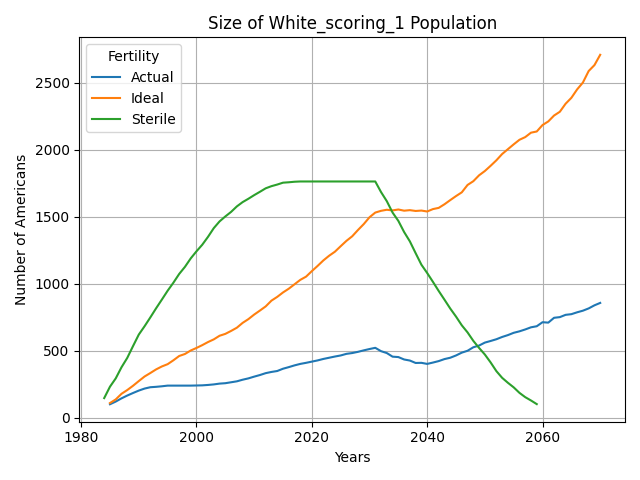 Size of White_scoring_1 Population
Fertility
Actual
Ideal
Sterile
Number of Americans
2500
2000
1500
1000
500
0
1980
2000
2020
2040
2060
Years